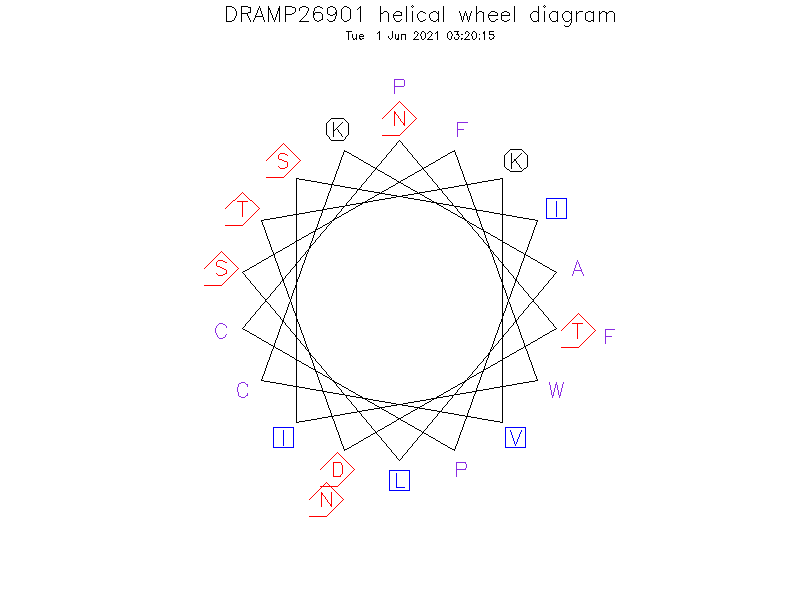 DRAMP26901 helical wheel diagram
Tue 1 Jun 2021 03:20:15
P
N
K F
S K
T I
S A
C T F
C W
I V
D P
L
N